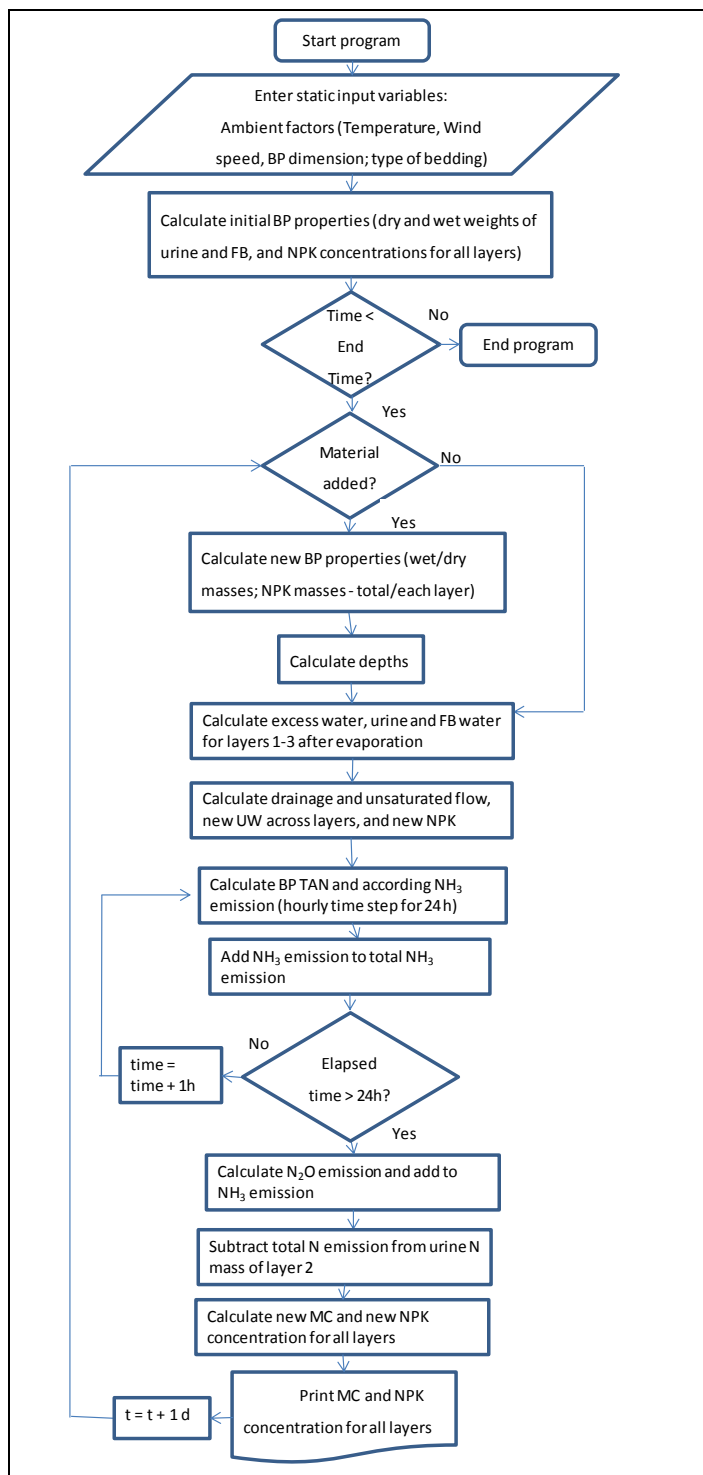 Start program
Enter static input variables:
Ambient factors (Temperature, Wind
speed, BP dimension; type of bedding)
Calculate initial BP properties (dry and wet weights of
urine and FB, and NPK concentrations for all layers)
Time <
End
Time?
No
End program
Yes
Material
added?
No
Yes
Calculate new BP properties (wet/dry
masses; NPK masses - total/each layer)
Calculate depths
Calculate excess water, urine and FB water
for layers 1-3 after evaporation
Calculate drainage and unsaturated flow,
new UW across layers, and new NPK
Calculate BP TAN and according NH₃
emission (hourly time step for 24 h)
Add NH₃ emission to total NH₃
emission
No
time =
time + 1h
Elapsed
time > 24h?
Yes
Calculate N₂O emission and add to
NH₃ emission
Subtract total N emission from urine N
mass of layer 2
Calculate new MC and new NPK
concentration for all layers
t = t + 1 d
Print MC and NPK
concentration for all layers